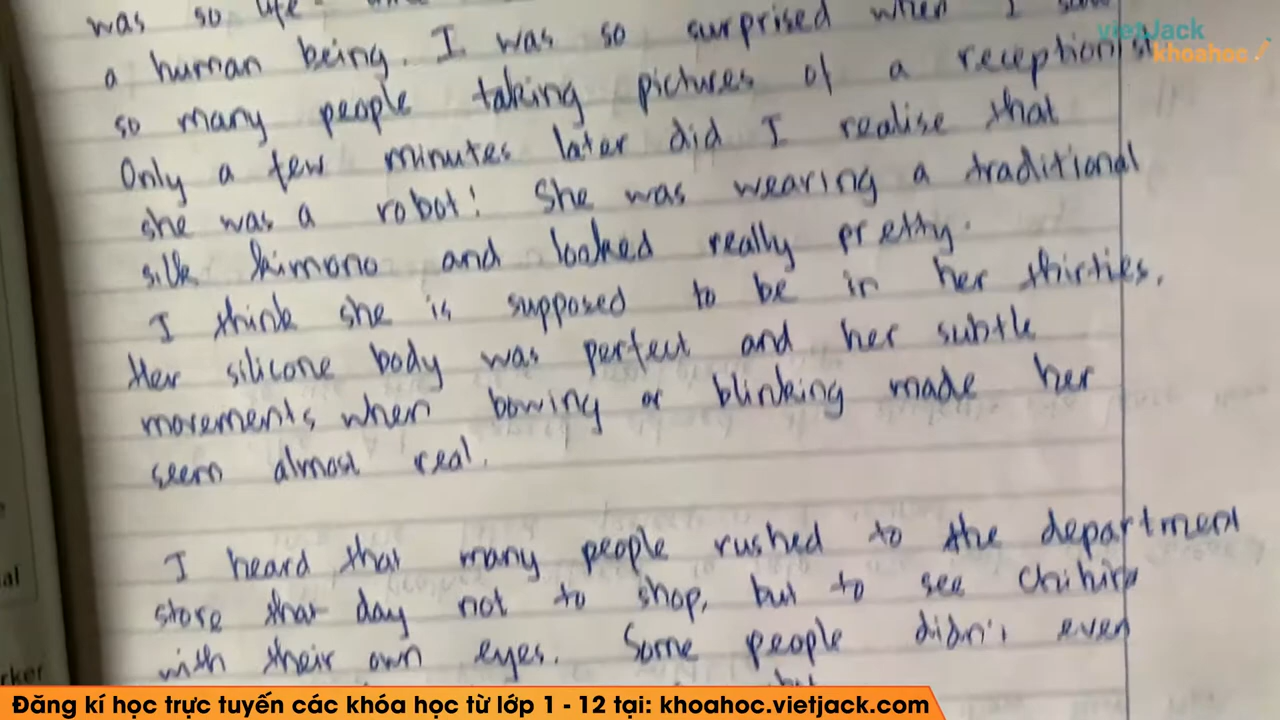 was so
a human being. I was so surprised when I
so many people taking pictures of a receptionist
Only a few minutes later did I realise that
she was a robot! She was wearing a traditional
silk kimono and looked really pretty.
I think she is supposed to be in her thirties.
Her silicone body was perfect and her subtle
movements when bowing or blinking made her
seem almost real.
I heard that many people rushed to the department
store that day not to shop, but to see Chihira
with their own eyes. Some people didn't even
but
al
rker
vietJack
khoahoc
Đăng kí học trực tuyến các khóa học từ lớp 1 - 12 tại: khoahoc.vietjack.com